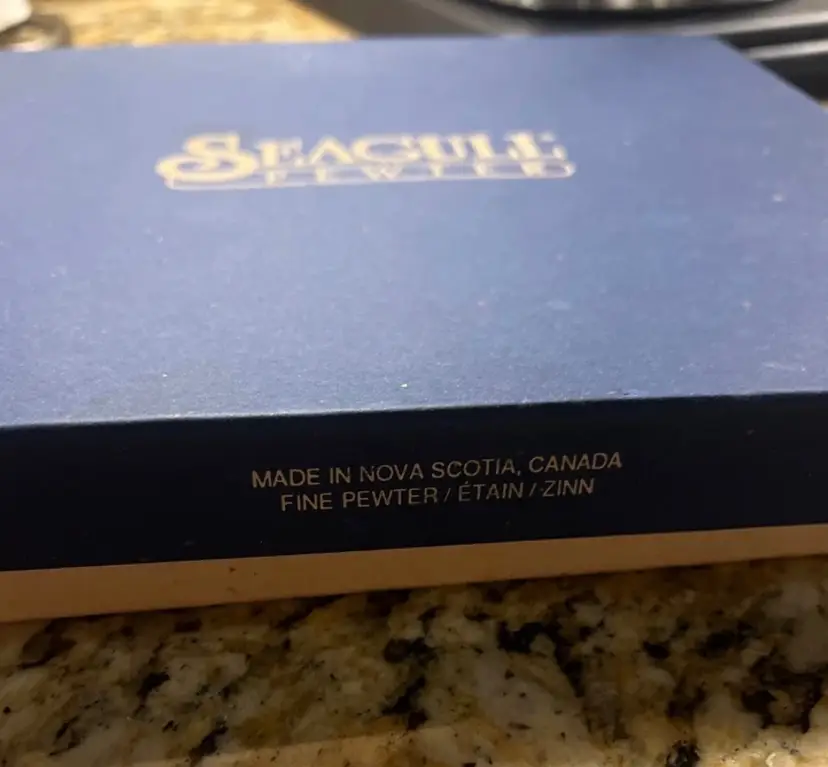 SEAGULL
PEWTER
MADE IN NOVA SCOTIA, CANADA
FINE PEWTER / ÉTAIN / ZINN